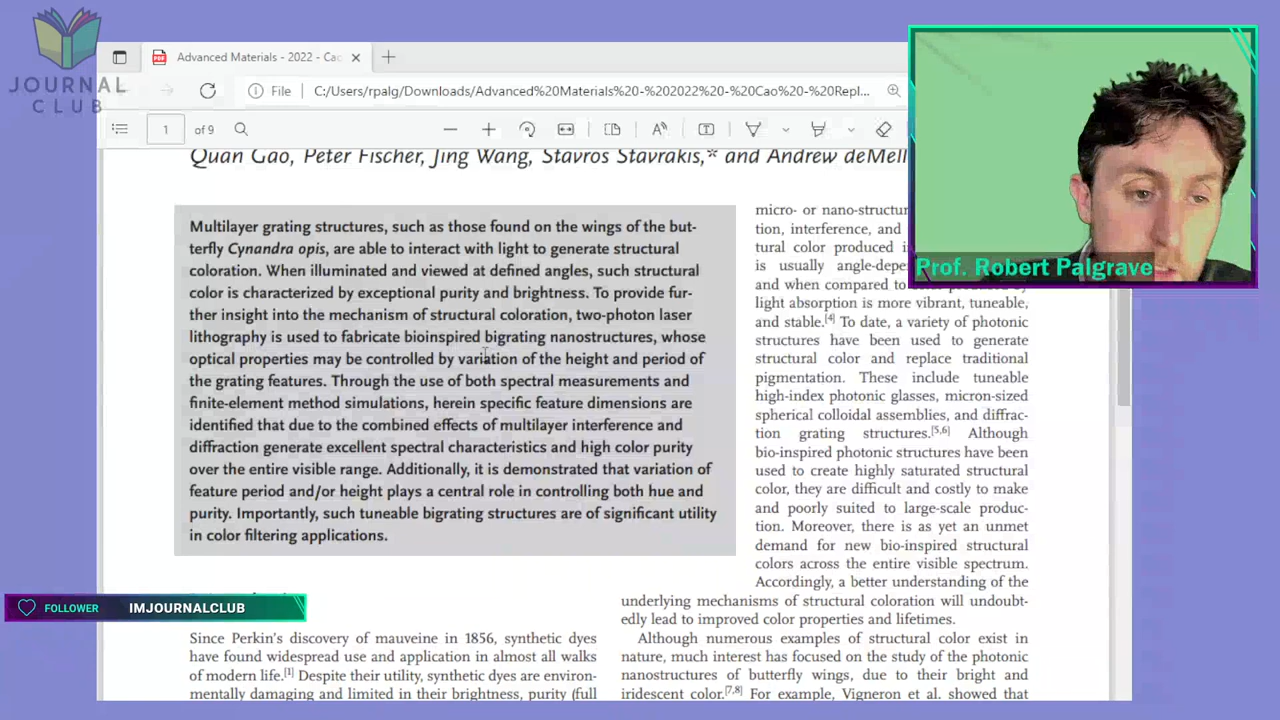 JOURNAL
CLUB
Advanced Materials - 2022 - Cao
File
C:/Users/rpalg/Downloads/Advanced%20Materials%20-%202022%20-%20Cao%20-%20Repl...
1
of 9
Quan Gao, Peter Fischer, Jing Wang, Stavros Stavrakis,* and Andrew deMell
Multilayer grating structures, such as those found on the wings of the but-
terfly Cynandra opis, are able to interact with light to generate structural
coloration. When illuminated and viewed at defined angles, such structural
color is characterized by exceptional purity and brightness. To provide fur-
ther insight into the mechanism of structural coloration, two-photon laser
lithography is used to fabricate bioinspired bigrating nanostructures, whose
optical properties may be controlled by variation of the height and period of
the grating features. Through the use of both spectral measurements and
finite-element method simulations, herein specific feature dimensions are
identified that due to the combined effects of multilayer interference and
diffraction generate excellent spectral characteristics and high color purity
over the entire visible range. Additionally, it is demonstrated that variation of
feature period and/or height plays a central role in controlling both hue and
purity. Importantly, such tuneable bigrating structures are of significant utility
in color filtering applications.
Since Perkin's discovery of mauveine in 1856, synthetic dyes
have found widespread use and application in almost all walks
of modern life.[1] Despite their utility, synthetic dyes are environ-
mentally damaging and limited in their brightness, purity (full
micro- or nano-structur
tion, interference, and
tural color produced i
is usually angle-depe
and when compared to
light absorption is more vibrant, tuneable,
and stable.[4] To date, a variety of photonic
structures have been used to generate
structural color and replace traditional
pigmentation. These include tuneable
high-index photonic glasses, micron-sized
spherical colloidal assemblies, and diffrac-
tion grating structures.[5,6] Although
bio-inspired photonic structures have been
used to create highly saturated structural
color, they are difficult and costly to make
and poorly suited to large-scale produc-
tion. Moreover, there is as yet an unmet
demand for new bio-inspired structural
colors across the entire visible spectrum.
Accordingly, a better understanding of the
underlying mechanisms of structural coloration will undoubt-
edly lead to improved color properties and lifetimes.
Although numerous examples of structural color exist in
nature, much interest has focused on the study of the photonic
nanostructures of butterfly wings, due to their bright and
iridescent color.[7,8] For example, Vigneron et al. showed that
Prof. Robert Palgrave
FOLLOWER
IMJOURNALCLUB